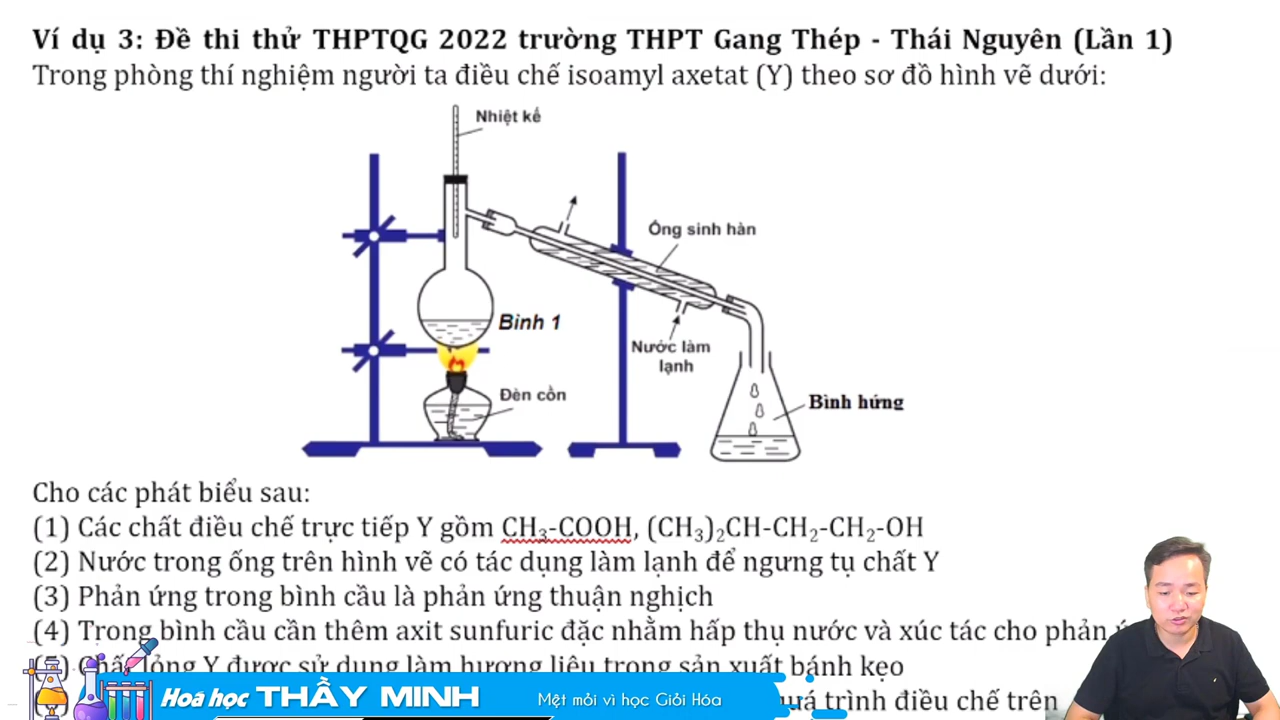 Ví dụ 3: Đề thi thử THPTQG 2022 trường THPT Gang Thép - Thái Nguyên (Lần 1)
Trong phòng thí nghiệm người ta điều chế isoamyl axetat (Y) theo sơ đồ hình vẽ dưới:
Nhiệt kế
Ống sinh hàn
Bình 1
Nước làm
lạnh
Đèn cồn
Bình hứng
Cho các phát biểu sau:
(1) Các chất điều chế trực tiếp Y gồm CH₃-COOH, (CH₃)₂CH-CH₂-CH₂-OH
(2) Nước trong ống trên hình vẽ có tác dụng làm lạnh để ngưng tụ chất Y
(3) Phản ứng trong bình cầu là phản ứng thuận nghịch
(4) Trong bình cầu cần thêm axit sunfuric đặc nhằm hấp thụ nước và xúc tác cho phản
Chất lỏng Y được sử dụng làm hương liệu trong sản xuất bánh kẹo
trình điều chế trên
Hoá học THẦY MINH
Mệt mỏi vì học Giỏi Hóa